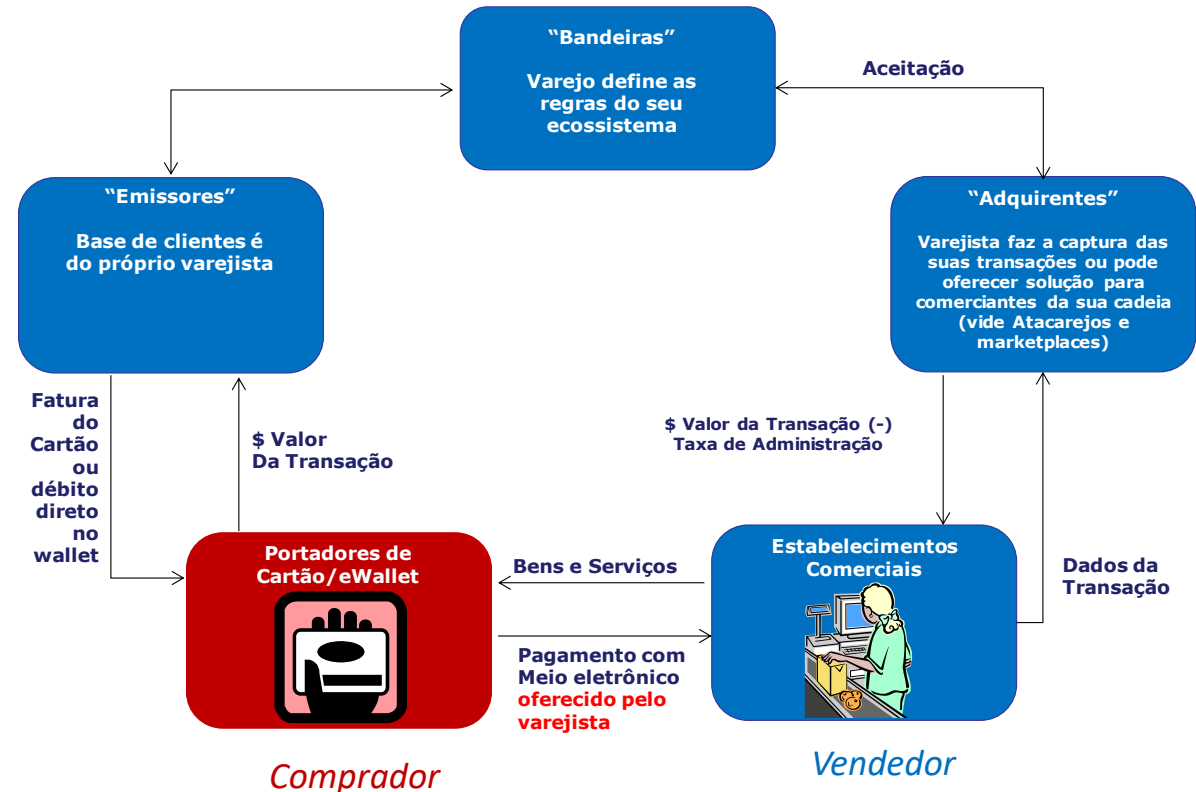 “Bandeiras”
Varejo define as
regras do seu
ecossistema
Aceitação
“Emissores”
Base de clientes é
do próprio varejista
“Adquirentes”
Varejista faz a captura das
suas transações ou pode
oferecer solução para
comerciantes da sua cadeia
(vide Atacarejos e
marketplaces)
Fatura
do
Cartão
ou
débito
direto
no
wallet
$ Valor
Da Transação
$ Valor da Transação (-)
Taxa de Administração
Portadores de
Cartão/eWallet
Bens e Serviços
Estabelecimentos
Comerciais
Dados da
Transação
Pagamento com
Meio eletrônico
oferecido pelo
varejista
Comprador
Vendedor